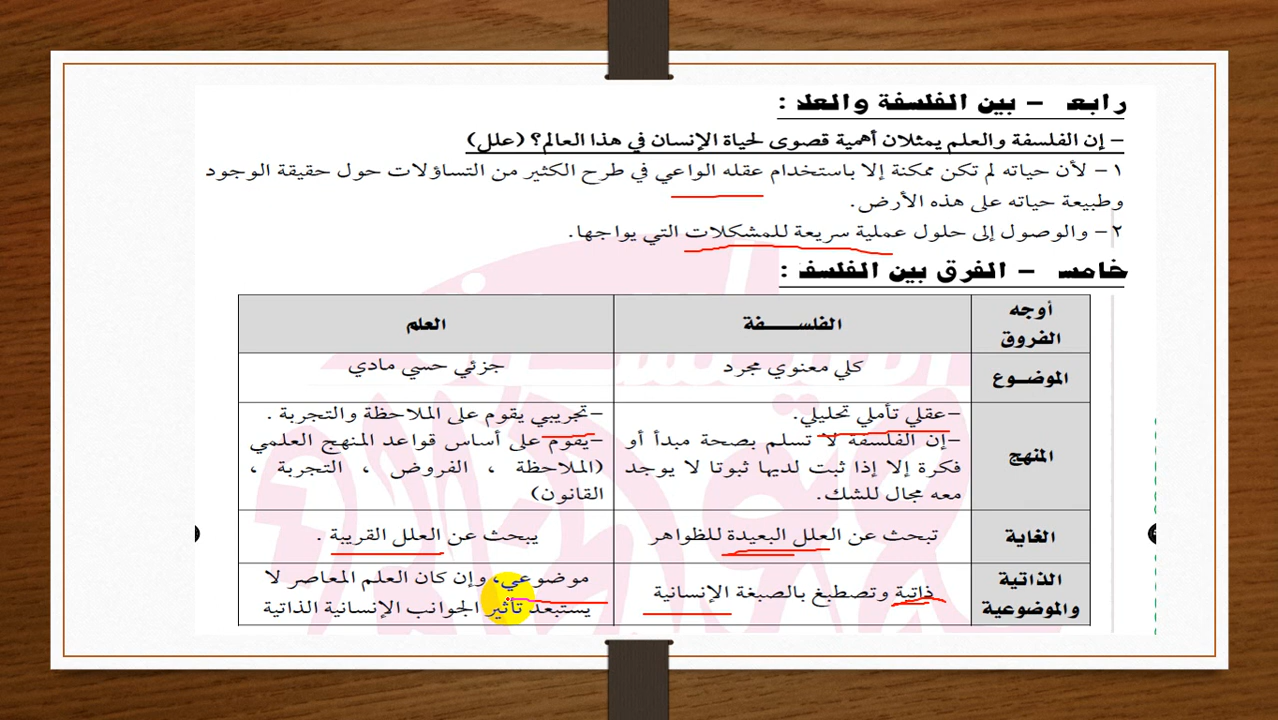 رابعـ - بين الفلسفة والعلد :
- إن الفلسفة والعلم يمثلان أهمية قصوى لحياة الإنسان في هذا العالم؟ (علل)
١- لأن حياته لم تكن ممكنة إلا باستخدام عقله الواعي في طرح الكثير من التساؤلات حول حقيقة الوجود
وطبيعة حياته على هذه الأرض.
٢- والوصول إلى حلول عملية سريعة للمشكلات التي يواجها.
خامسـ - الفرق بين الفلسفـ :
أوجه الفروق
الفلســـــفة
العلم
الموضــوع
كلي معنوي مجرد
جزئي حسي مادي
المنهج
-عقلي تأملي تحليلي.
-إن الفلسفة لا تسلم بصحة مبدأ أو
فكرة إلا إذا ثبت لديها ثبوتا لا يوجد
معه مجال للشك.
-تجريبي يقوم على الملاحظة والتجربة .
-يقوم على أساس قواعد المنهج العلمي
(الملاحظة ، الفروض ، التجربة ،
القانون)
الغاية
تبحث عن العلل البعيدة للظواهر
يبحث عن العلل القريبة .
الذاتية
والموضوعية
ذاتية وتصطبغ بالصبغة الإنسانية
موضوعي، وإن كان العلم المعاصر لا
يستبعد تأثير الجوانب الإنسانية الذاتية